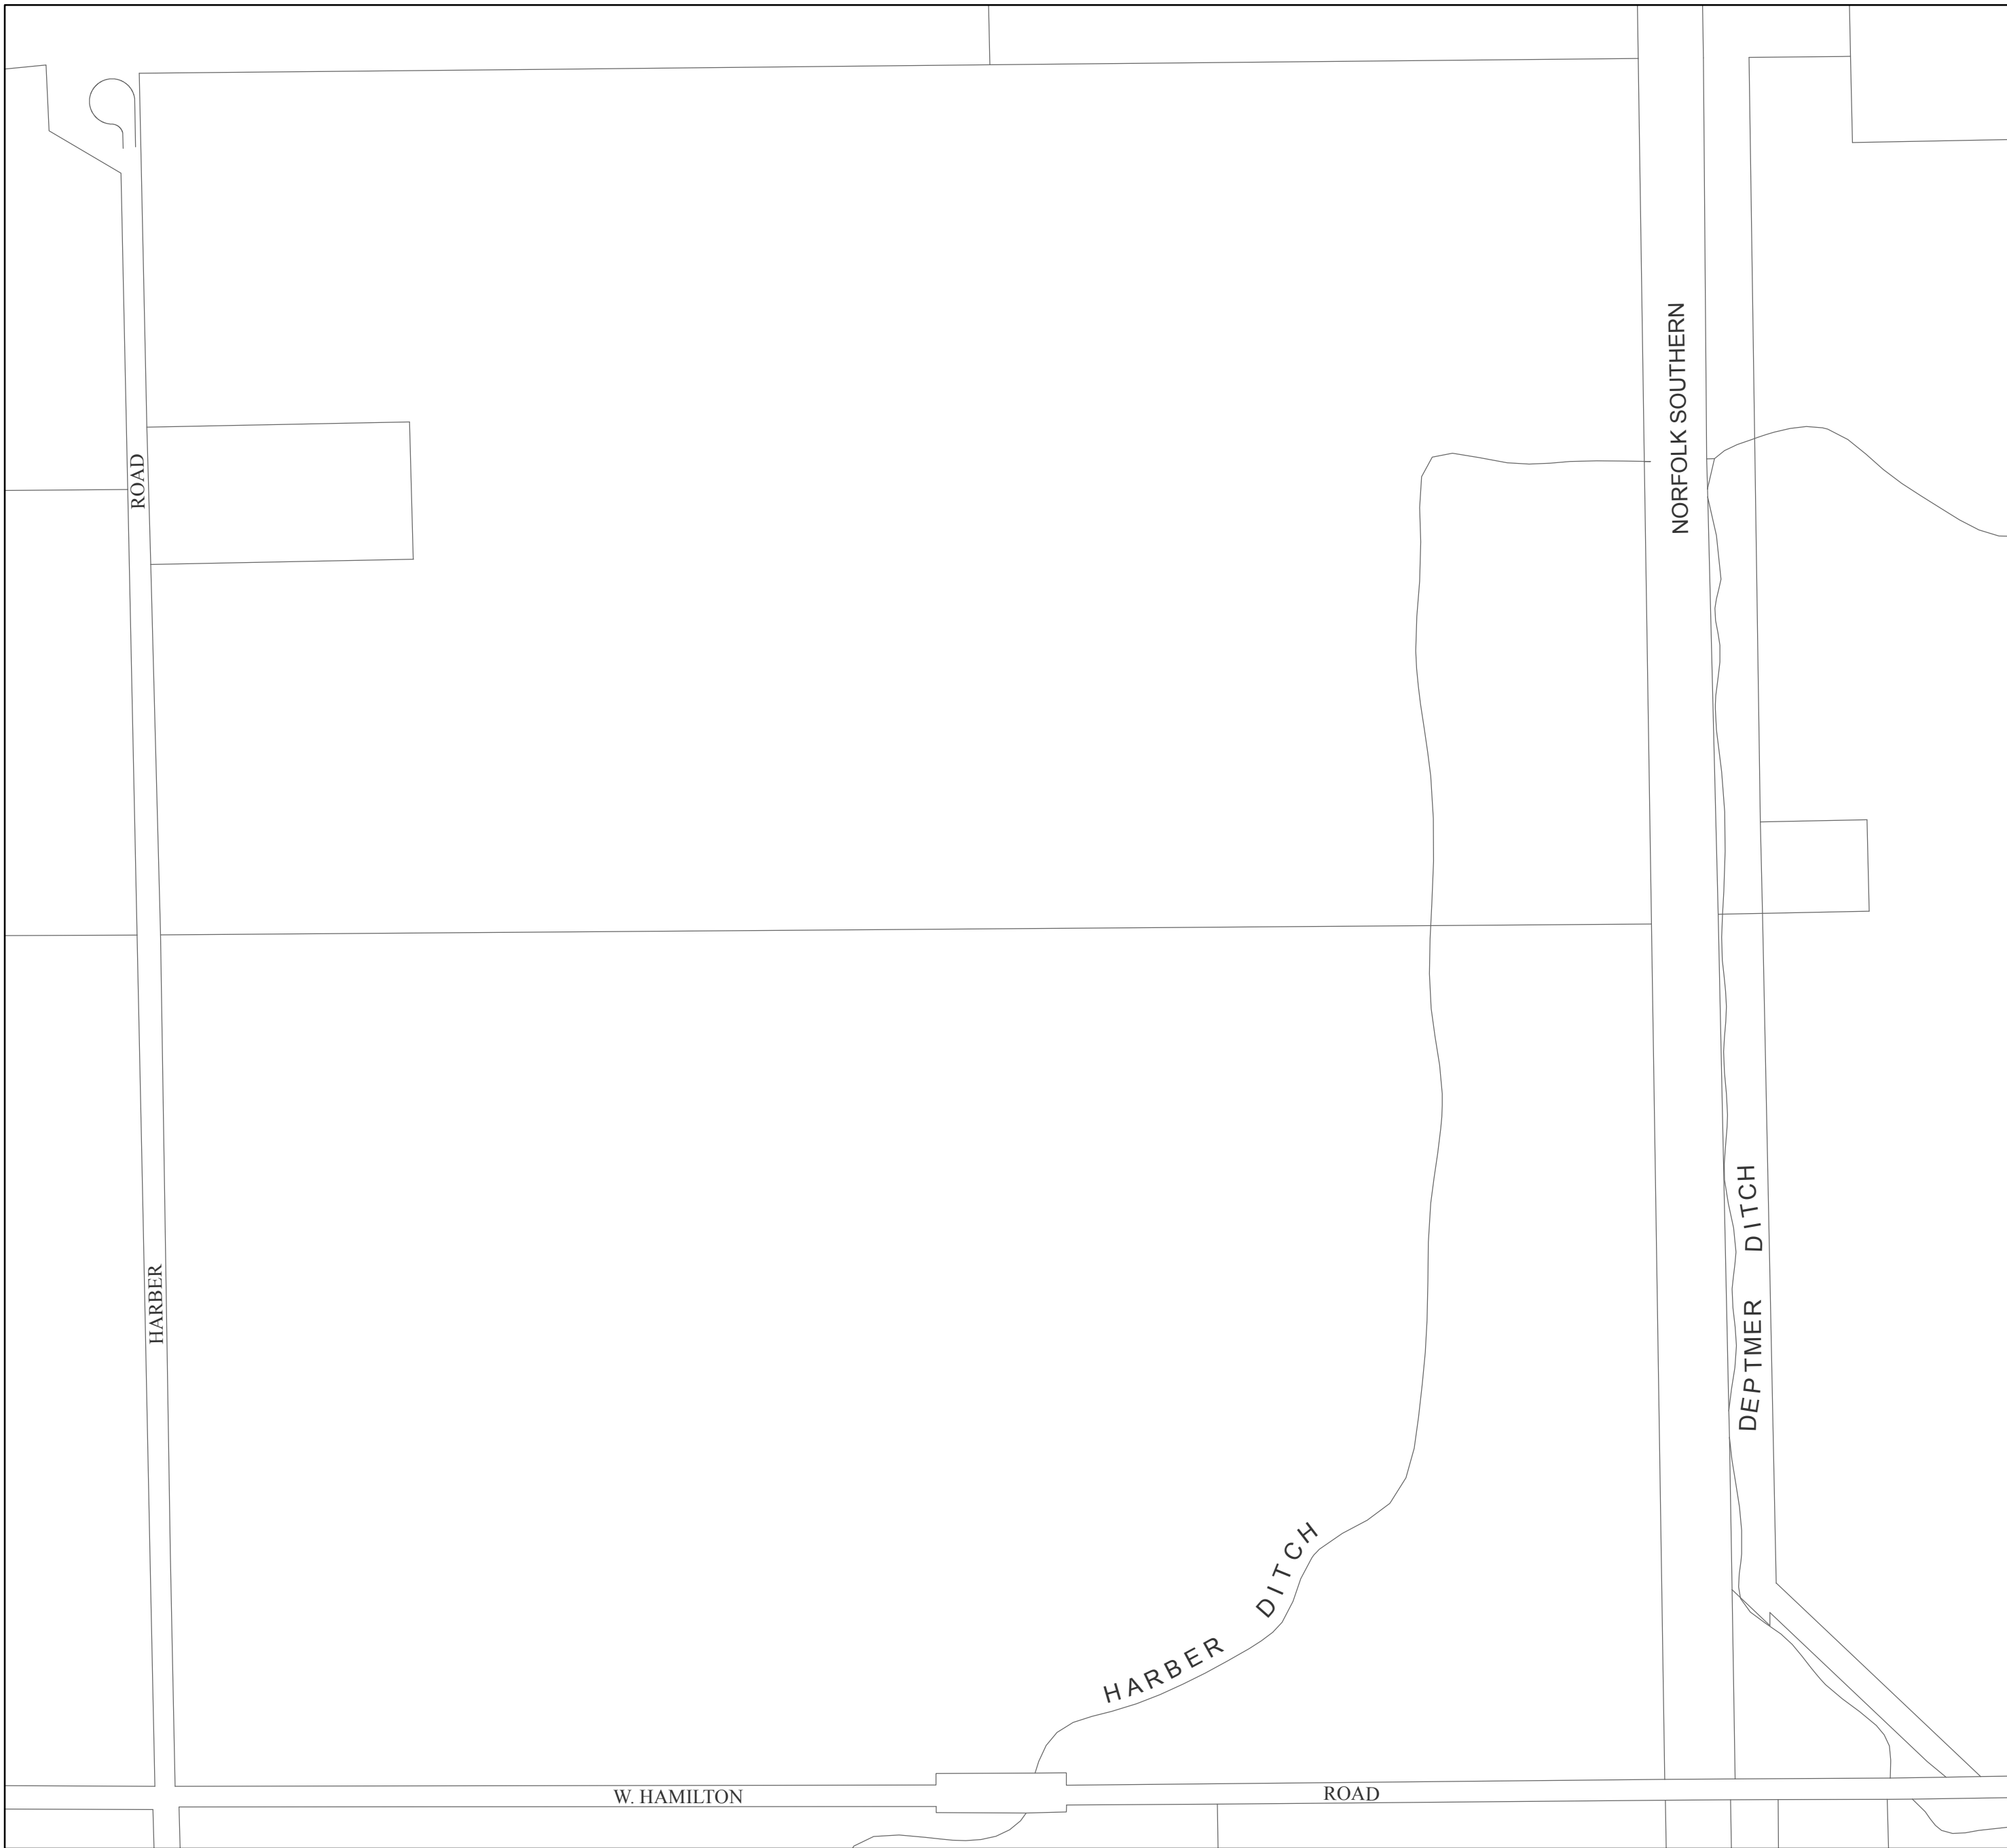 NORFOLK SOUTHERN
ROAD
DEPTMER DITCH
HARBER
HARBER DITCH
W. HAMILTON ROAD